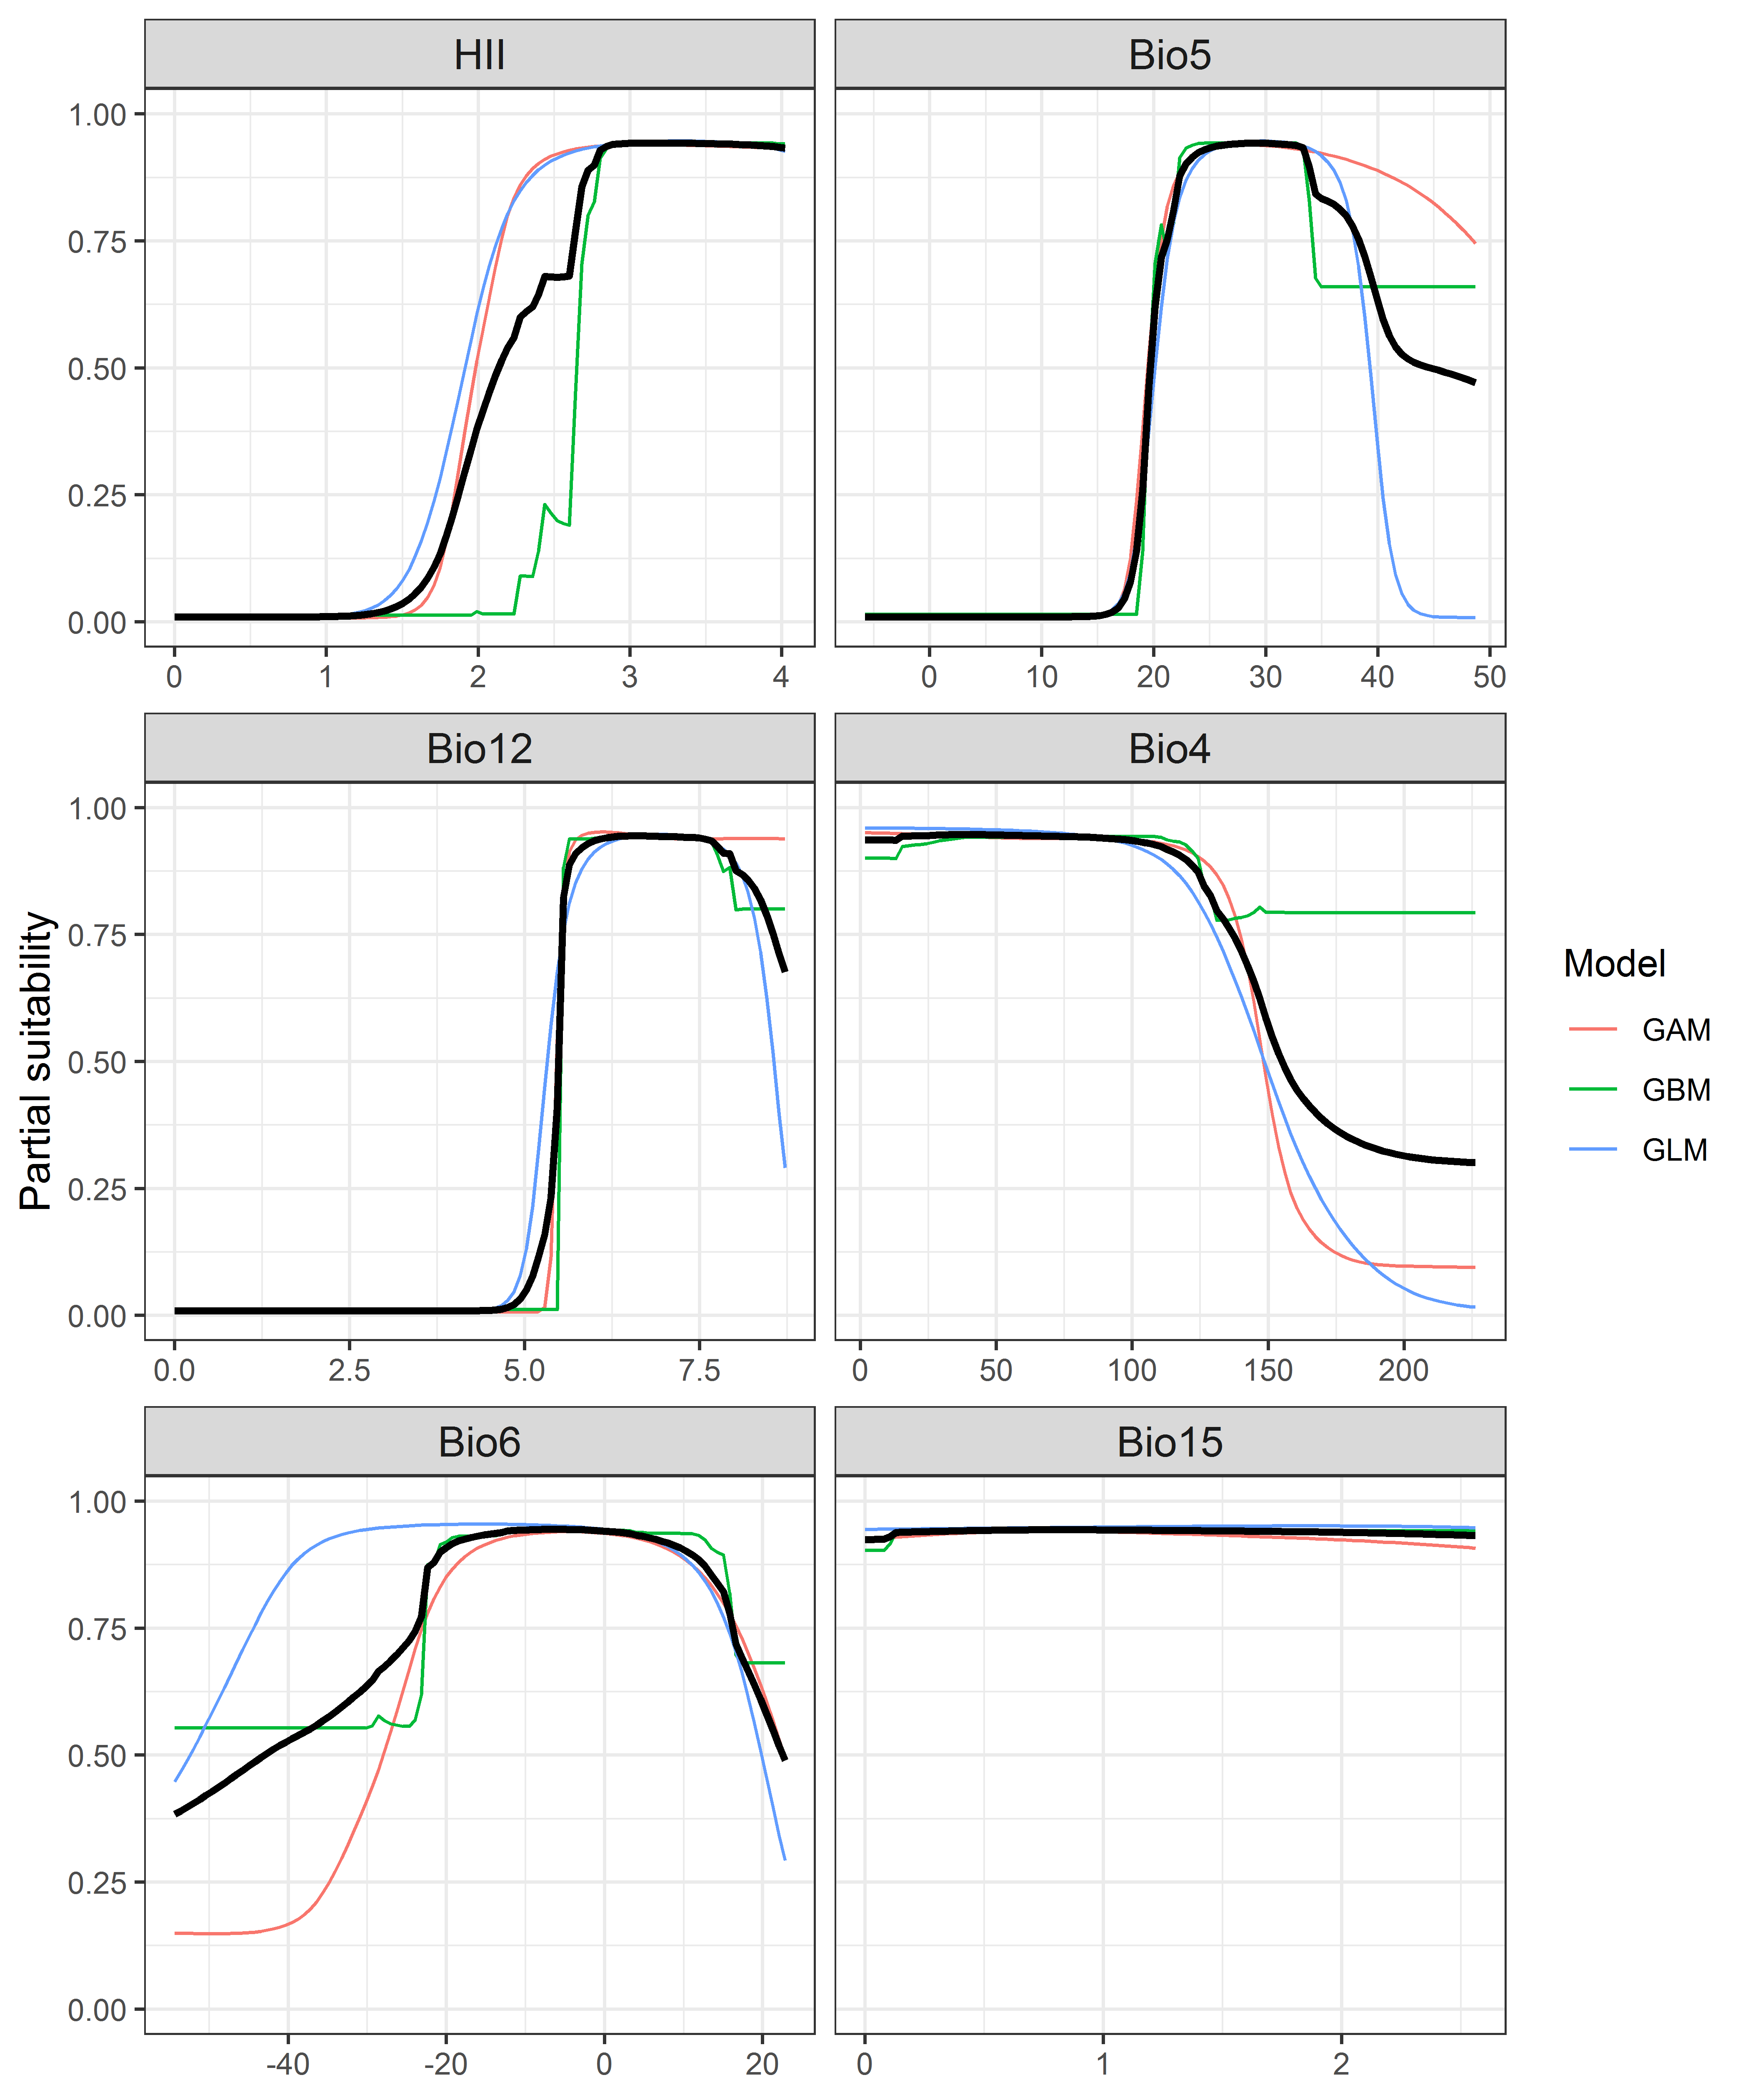 HII
Bio5
1.00
0.75
0.50
0.25
0.00
0 1 2 3 4
0 10 20 30 40 50
Bio12
Bio4
1.00
0.75
0.50
0.25
0.00
0.0 2.5 5.0 7.5
0 50 100 150 200
Bio6
Bio15
1.00
0.75
0.50
0.25
0.00
-40 -20 0 20
0 1 2
Partial suitability
Model
GAM
GBM
GLM